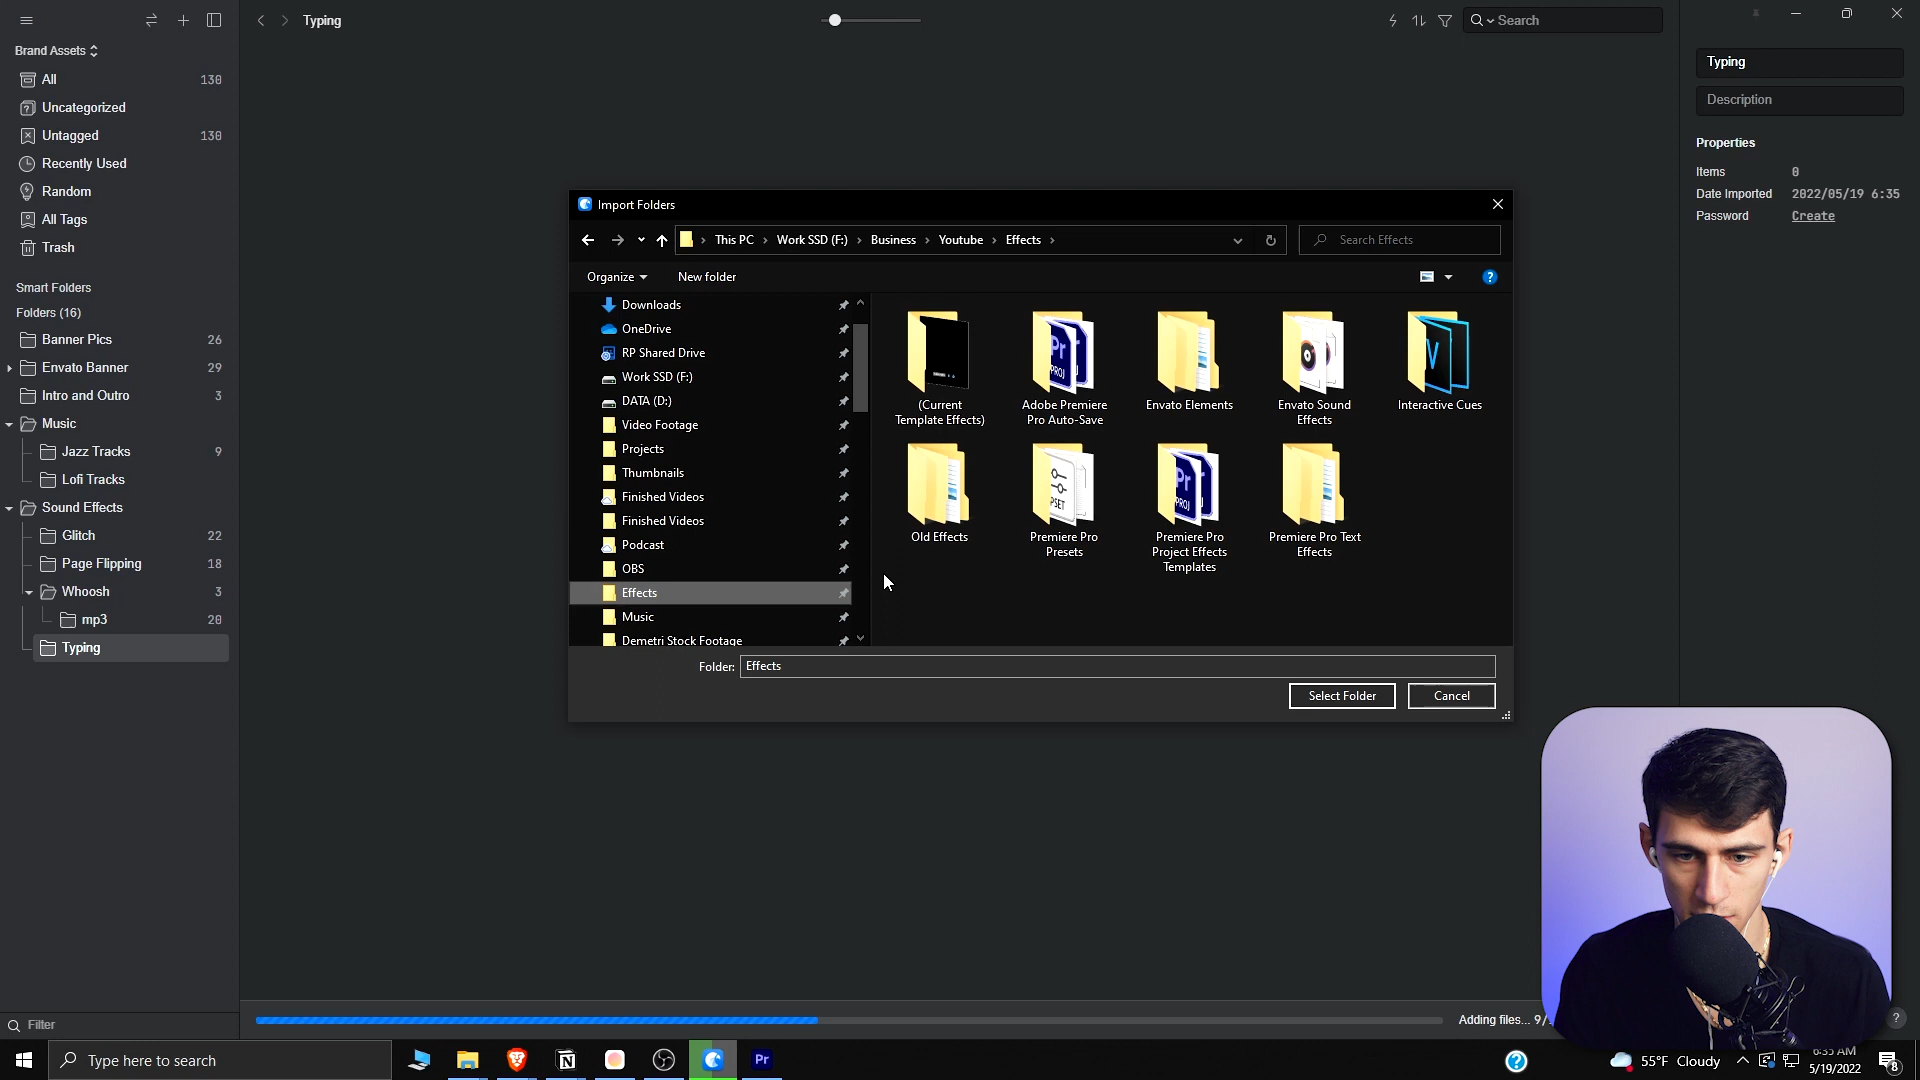 Typing
Search
Brand Assets
All 130
Uncategorized
Untagged 130
Recently Used
Random
All Tags
Trash
Smart Folders
Folders (16)
Banner Pics 26
Envato Banner 29
Intro and Outro 3
Music
Jazz Tracks 9
Lofi Tracks
Sound Effects
Glitch 22
Page Flipping 18
Whoosh 3
mp3 20
Typing
Filter
Import Folders
This PC › Work SSD (F:) › Business › Youtube › Effects ›
Search Effects
Organize New folder
Downloads
OneDrive
RP Shared Drive
Work SSD (F:)
DATA (D:)
Video Footage
Projects
Thumbnails
Finished Videos
Finished Videos
Podcast
OBS
Effects
Music
Demetri Stock Footage
(Current
Template Effects)
Adobe Premiere
Pro Auto-Save
Envato Elements
Envato Sound
Effects
Interactive Cues
Old Effects
Premiere Pro
Presets
Premiere Pro
Project Effects
Templates
Premiere Pro Text
Effects
Folder: Effects
Select Folder Cancel
Typing
Description
Properties
Items 0
Date Imported 2022/05/19 6:35
Password Create
Adding files... 9/
Type here to search
Pr
55°F Cloudy
6:35 AM
5/19/2022
8